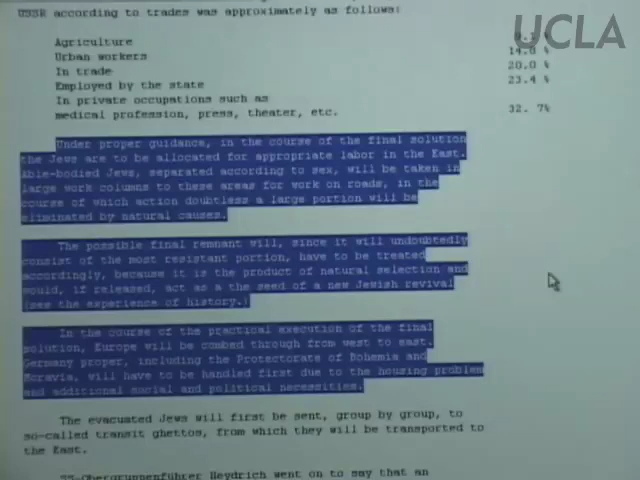 USSR according to trades was approximately as follows:
UCLA
Agriculture 9.1 %
Urban workers 14.8 %
In trade 20.0 %
Employed by the state 23.4 %
In private occupations such as
medical profession, press, theater, etc. 32. 7%
Under proper guidance, in the course of the final solution
the Jews are to be allocated for appropriate labor in the East.
Able-bodied Jews, separated according to sex, will be taken in
large work columns to these areas for work on roads, in the
course of which action doubtless a large portion will be
eliminated by natural causes.
The possible final remnant will, since it will undoubtedly
consist of the most resistant portion, have to be treated
accordingly, because it is the product of natural selection and
would, if released, act as a the seed of a new Jewish revival
(see the experience of history.)
In the course of the practical execution of the final
solution, Europe will be combed through from west to east.
Germany proper, including the Protectorate of Bohemia and
Moravia, will have to be handled first due to the housing problem
and additional social and political necessities.
The evacuated Jews will first be sent, group by group, to
so-called transit ghettos, from which they will be transported to
the East.
SS-Obergruppenführer Heydrich went on to say that an